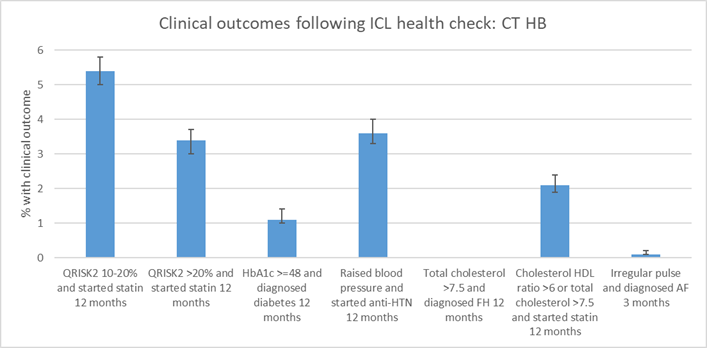 Clinical outcomes following ICL health check: CT HB
% with clinical outcome
6
5
4
3
2
1
0
QRISK2 10-20%
and started statin
12 months
QRISK2 >20% and
started statin 12
months
HbA1c >=48 and
diagnosed
diabetes 12
months
Raised blood
pressure and
started anti-HTN
12 months
Total cholesterol
>7.5 and
diagnosed FH 12
months
Cholesterol HDL
ratio >6 or total
cholesterol >7.5
and started statin
12 months
Irregular pulse
and diagnosed AF
3 months